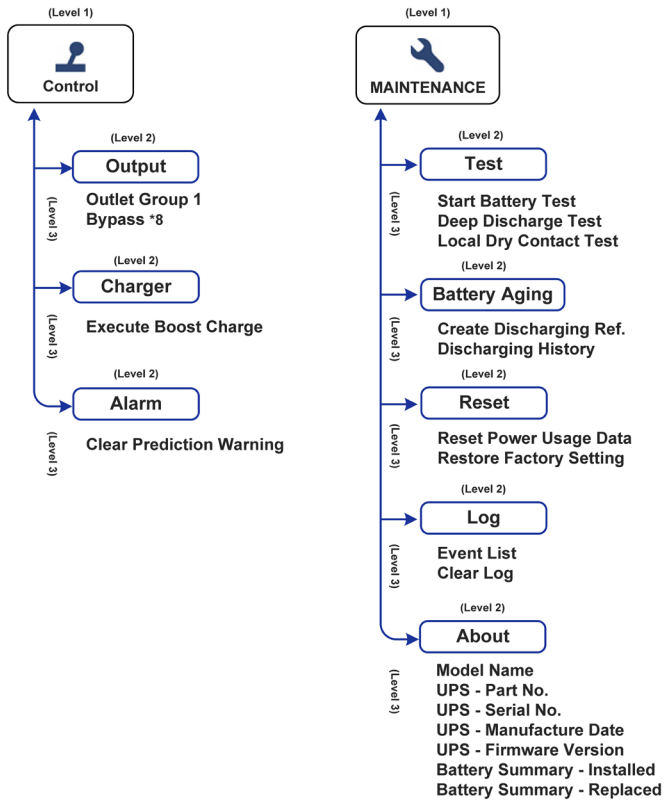 (Level 1)
Control
(Level 2)
Output
(Level 3)
Outlet Group 1
Bypass *8
(Level 2)
Charger
(Level 3)
Execute Boost Charge
(Level 2)
Alarm
(Level 3)
Clear Prediction Warning
(Level 1)
MAINTENANCE
(Level 2)
Test
(Level 3)
Start Battery Test
Deep Discharge Test
Local Dry Contact Test
(Level 2)
Battery Aging
(Level 3)
Create Discharging Ref.
Discharging History
(Level 2)
Reset
(Level 3)
Reset Power Usage Data
Restore Factory Setting
(Level 2)
Log
(Level 3)
Event List
Clear Log
(Level 2)
About
(Level 3)
Model Name
UPS - Part No.
UPS - Serial No.
UPS - Manufacture Date
UPS - Firmware Version
Battery Summary - Installed
Battery Summary - Replaced